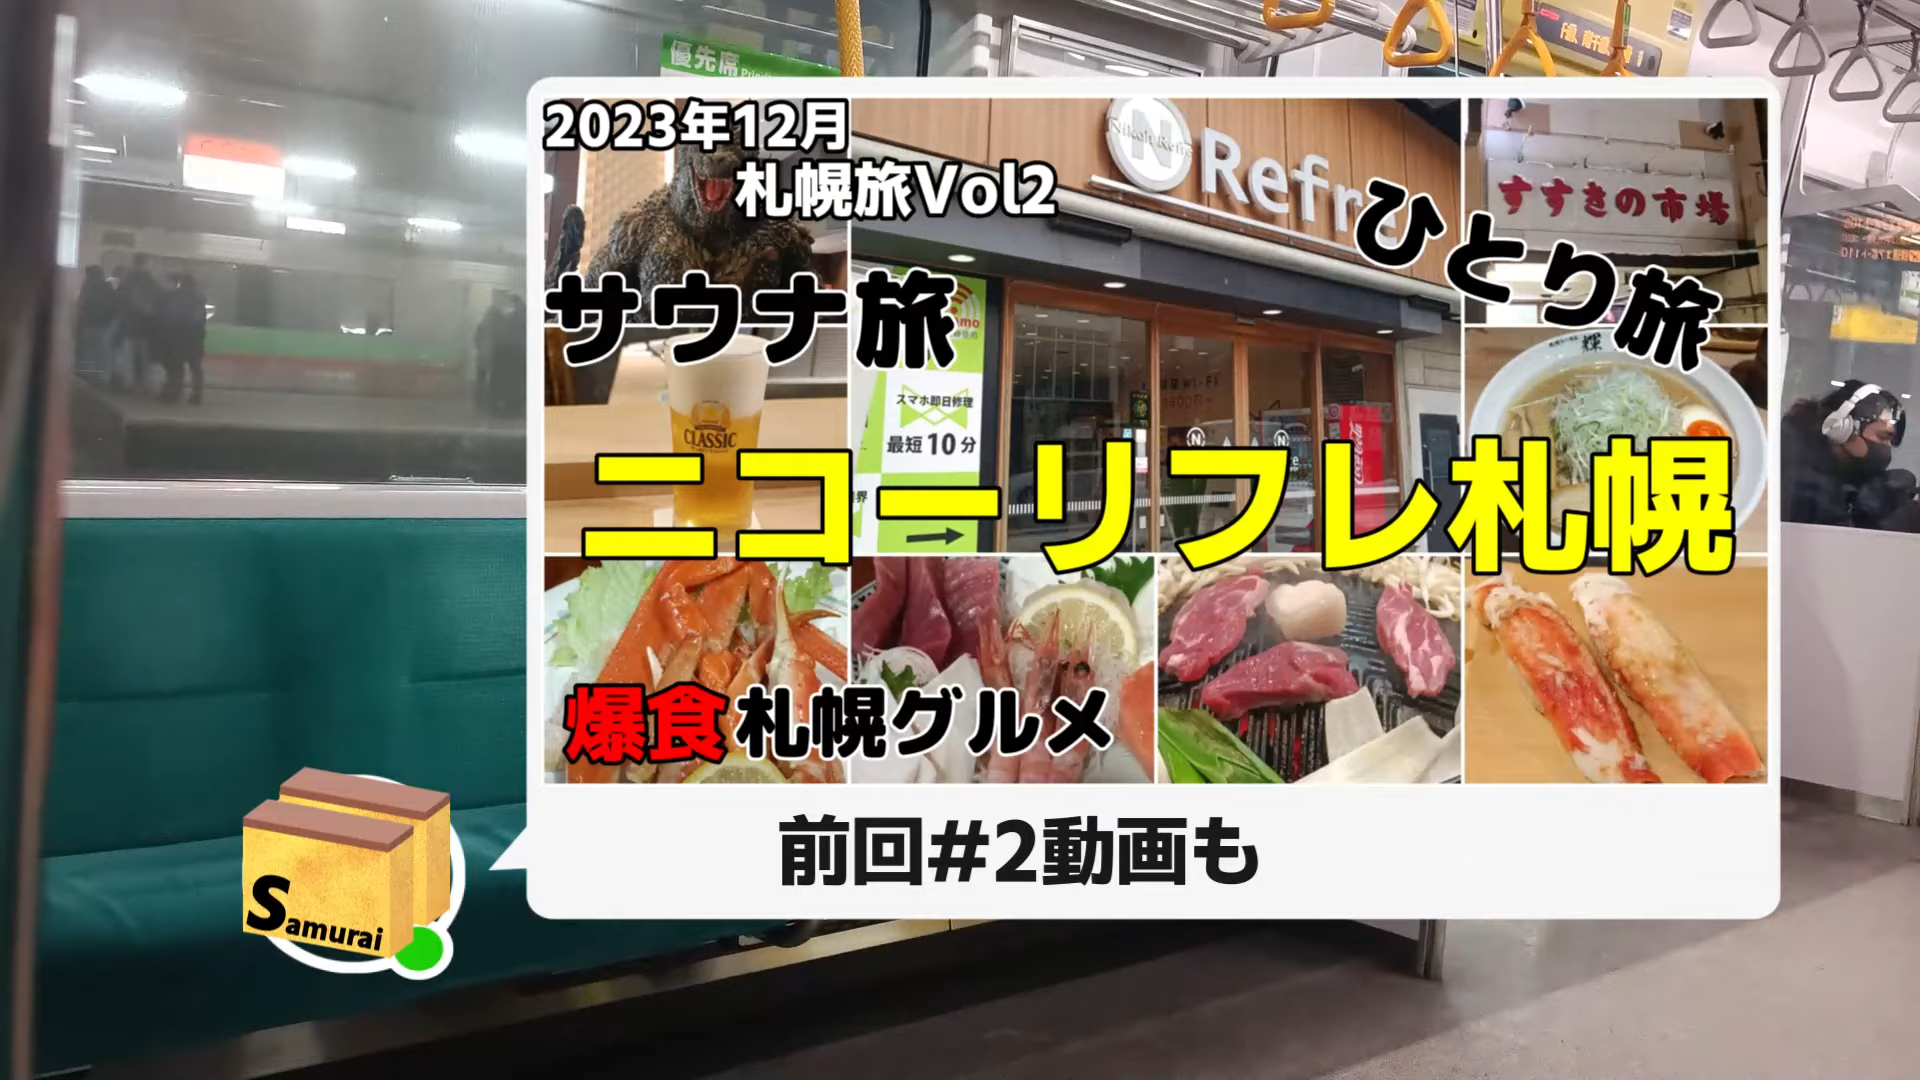 優先席
2023年12月
札幌旅Vol2
Refr
ひとり旅
すすきの市場
サウナ旅
スマホ即日修理
最短10分
CLASSIC
ニコーリフレ札幌
爆食札幌グルメ
前回#2動画も
Samurai